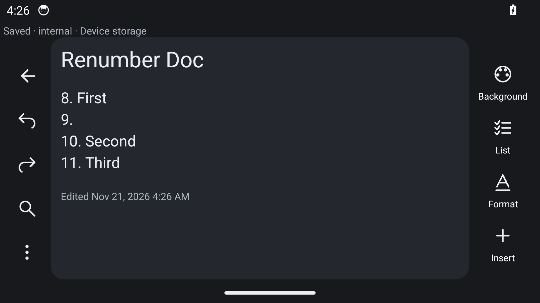 4:26
Saved · internal · Device storage
Renumber Doc
8. First
9.
10. Second
11. Third
Edited Nov 21, 2026 4:26 AM
Background
List
Format
Insert